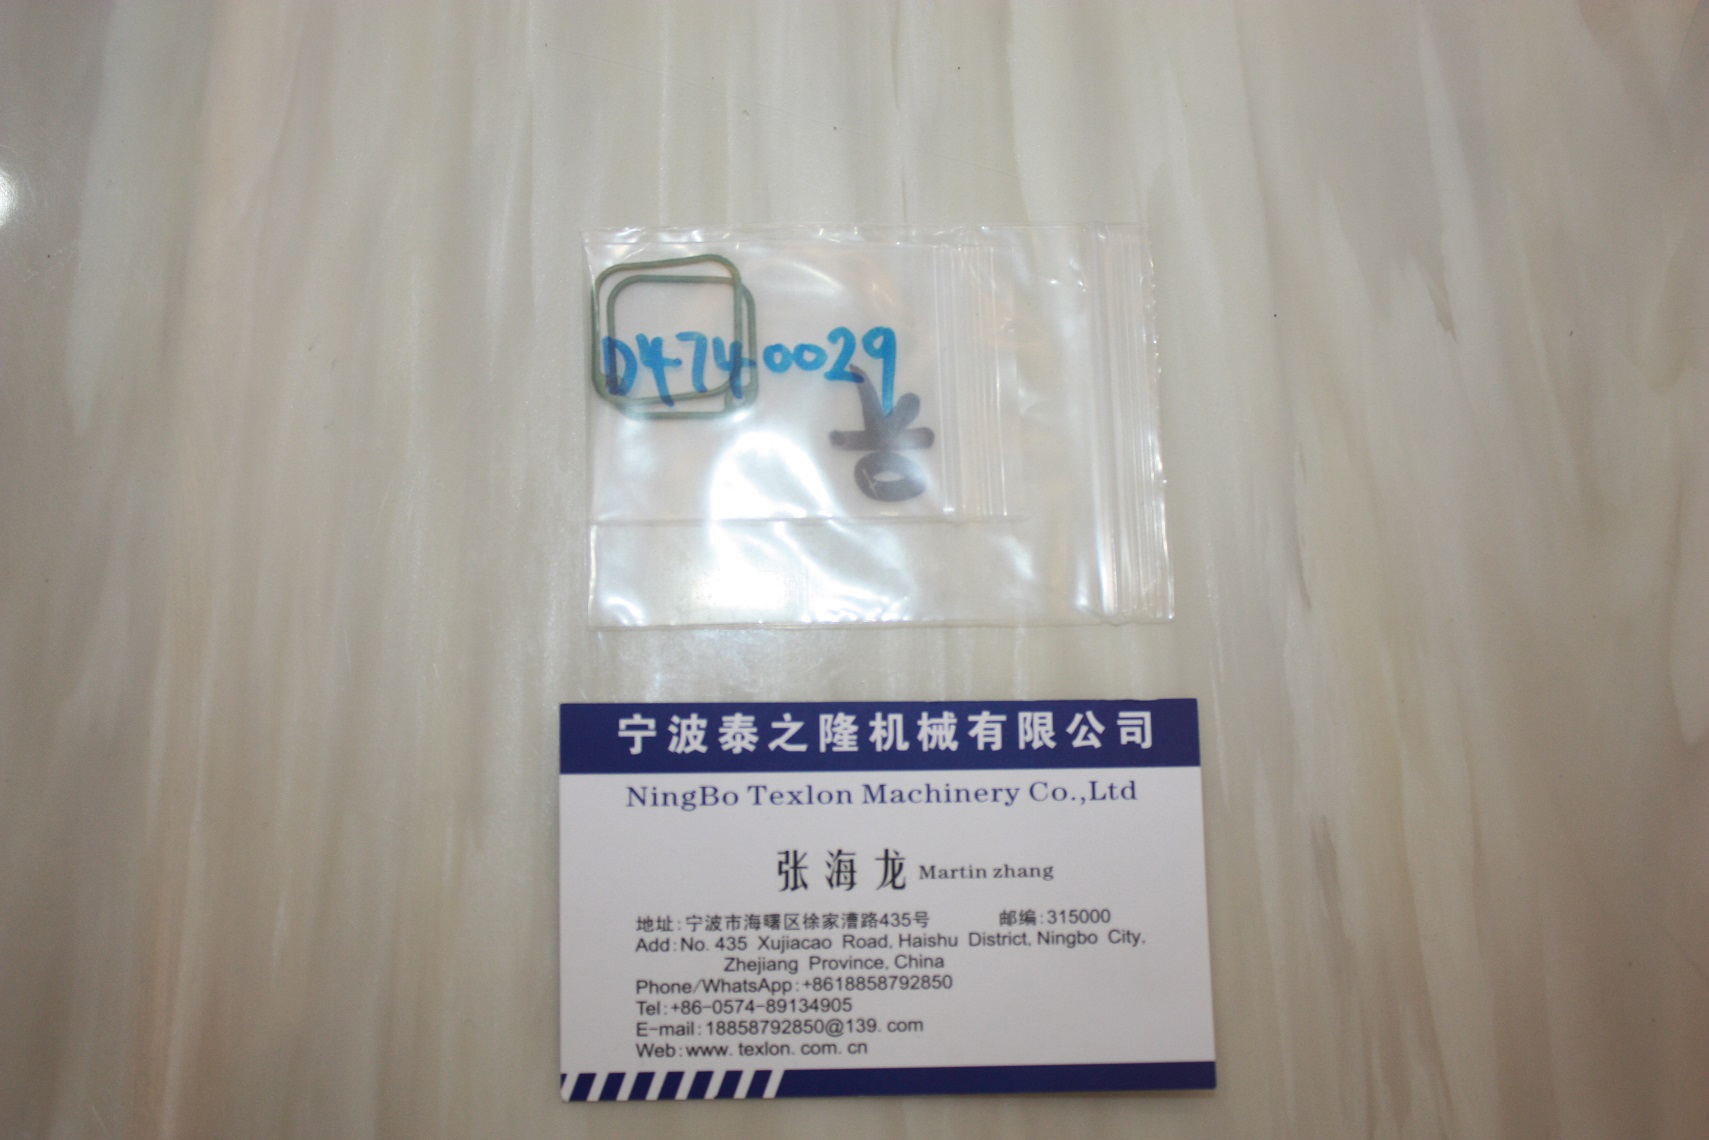 D474-0029
宁波泰之隆机械有限公司
NingBo Texlon Machinery Co.,Ltd
张海龙 Martin zhang
地址:宁波市海曙区徐家漕路435号 邮编:315000
Add:No. 435 Xujiacao Road, Haishu District, Ningbo City,
Zhejiang Province, China
Phone/WhatsApp:+8618858792850
Tel:+86-0574-89134905
E-mail:18858792850@139. com
Web:www. texlon. com. cn